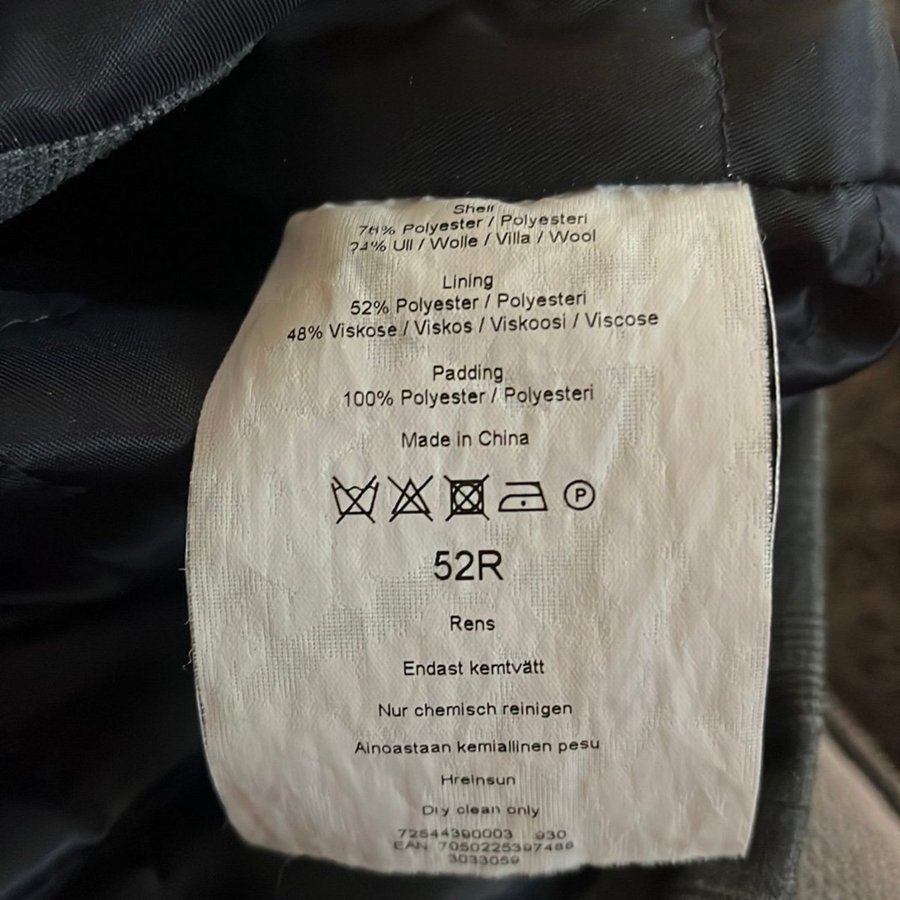 Shell
76% Polyester / Polyesteri
24% Ull / Wolle / Villa / Wool
Lining
52% Polyester / Polyesteri
48% Viskose / Viskos / Viskoosi / Viscose
Padding
100% Polyester / Polyesteri
Made in China
P
52R
Rens
Endast kemtvätt
Nur chemisch reinigen
Ainoastaan kemiallinen pesu
Hreinsun
Dry clean only
72544390003 930
EAN 7050225397488
3033059